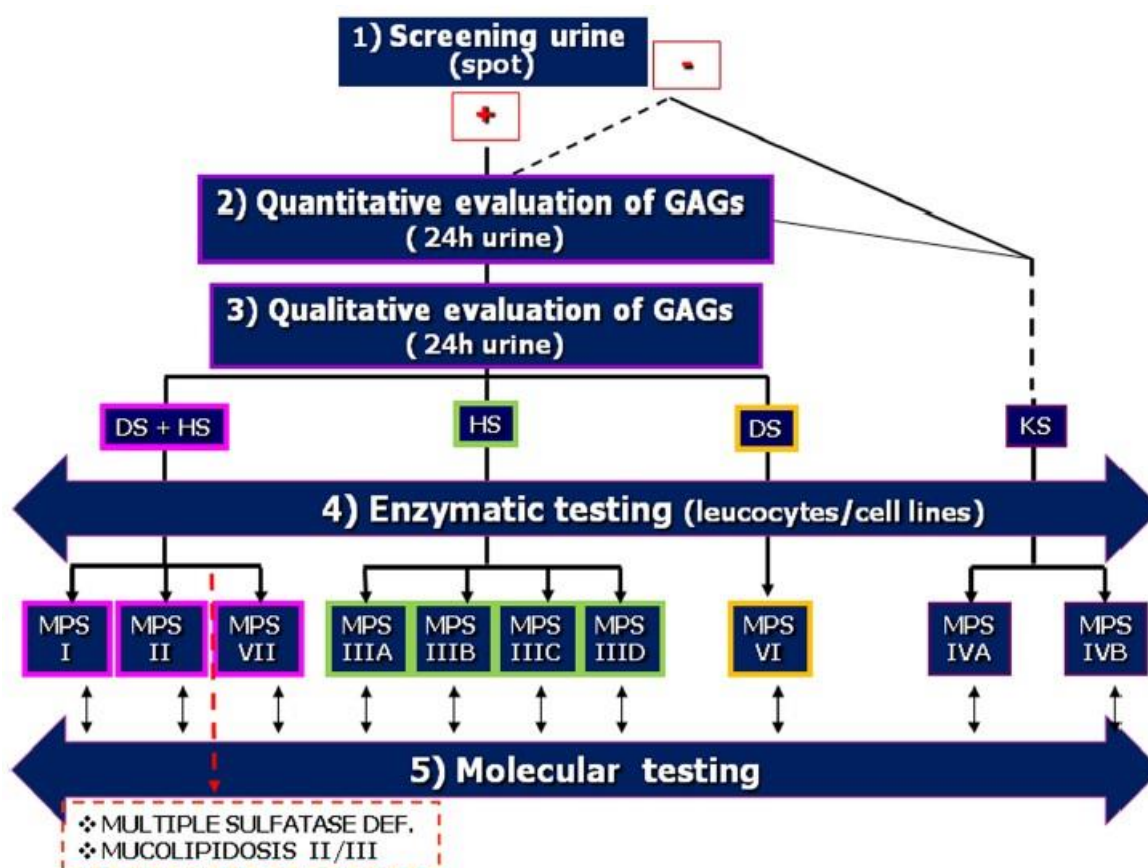 1) Screening urine
(spot)
-
+
2) Quantitative evaluation of GAGs
( 24h urine)
3) Qualitative evaluation of GAGs
( 24h urine)
DS + HS
HS
DS
KS
4) Enzymatic testing (leucocytes/cell lines)
MPS
I
MPS
II
MPS
VII
MPS
IIIA
MPS
IIIB
MPS
IIIC
MPS
IIID
MPS
VI
MPS
IVA
MPS
IVB
5) Molecular testing
❖ MULTIPLE SULFATASE DEF.
❖ MUCOLIPIDOSIS II/III